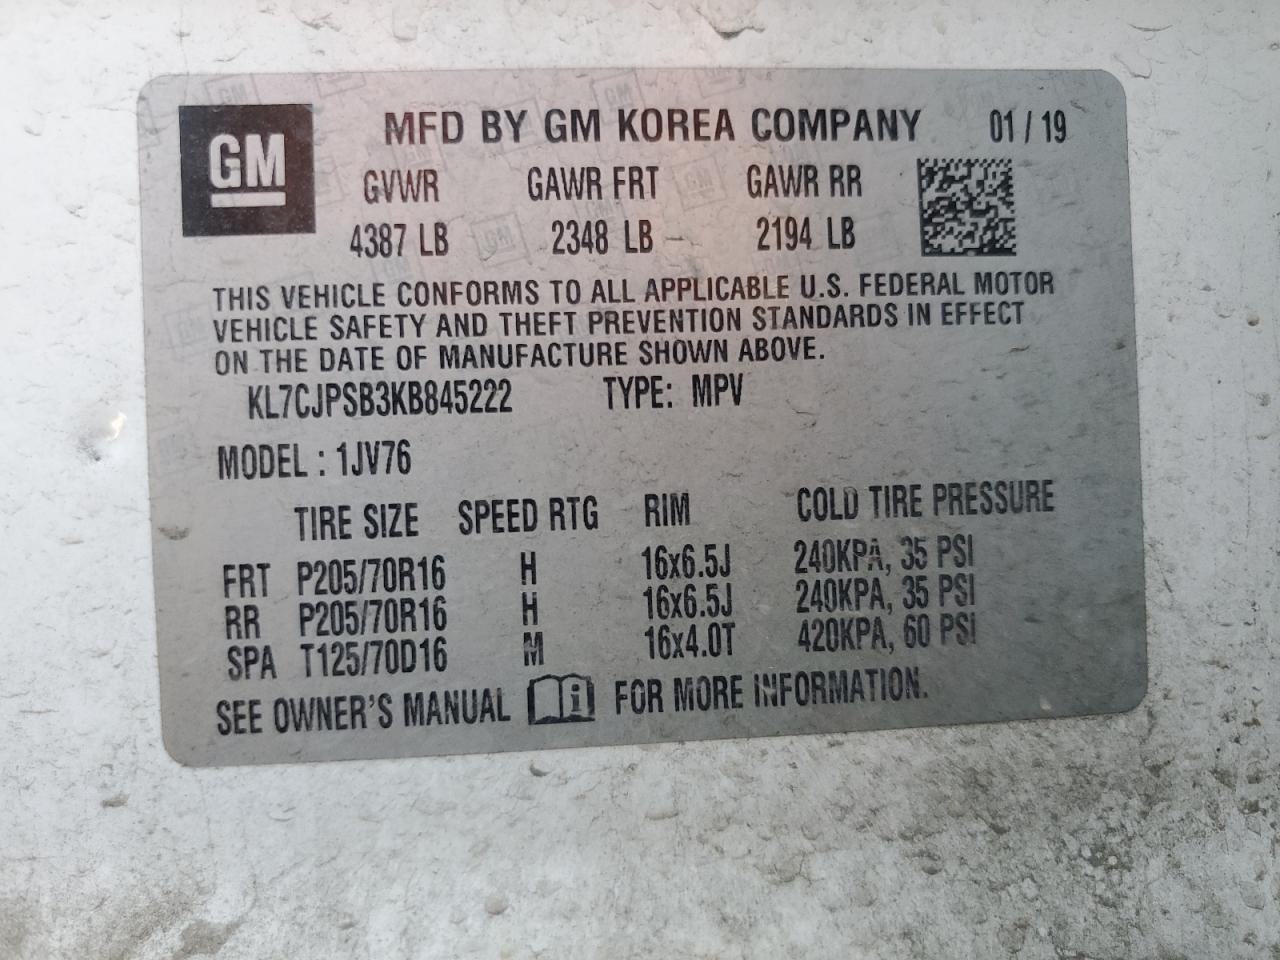 GM
MFD BY GM KOREA COMPANY 01 / 19
GVWR GAWR FRT GAWR RR
4387 LB 2348 LB 2194 LB
THIS VEHICLE CONFORMS TO ALL APPLICABLE U.S. FEDERAL MOTOR
VEHICLE SAFETY AND THEFT PREVENTION STANDARDS IN EFFECT
ON THE DATE OF MANUFACTURE SHOWN ABOVE.
KL7CJPSB3KB845222 TYPE: MPV
MODEL : 1JV76
TIRE SIZE SPEED RTG RIM COLD TIRE PRESSURE
FRT P205/70R16 H 16x6.5J 240KPA, 35 PSI
RR P205/70R16 H 16x6.5J 240KPA, 35 PSI
SPA T125/70D16 M 16x4.0T 420KPA, 60 PSI
SEE OWNER'S MANUAL i FOR MORE INFORMATION.